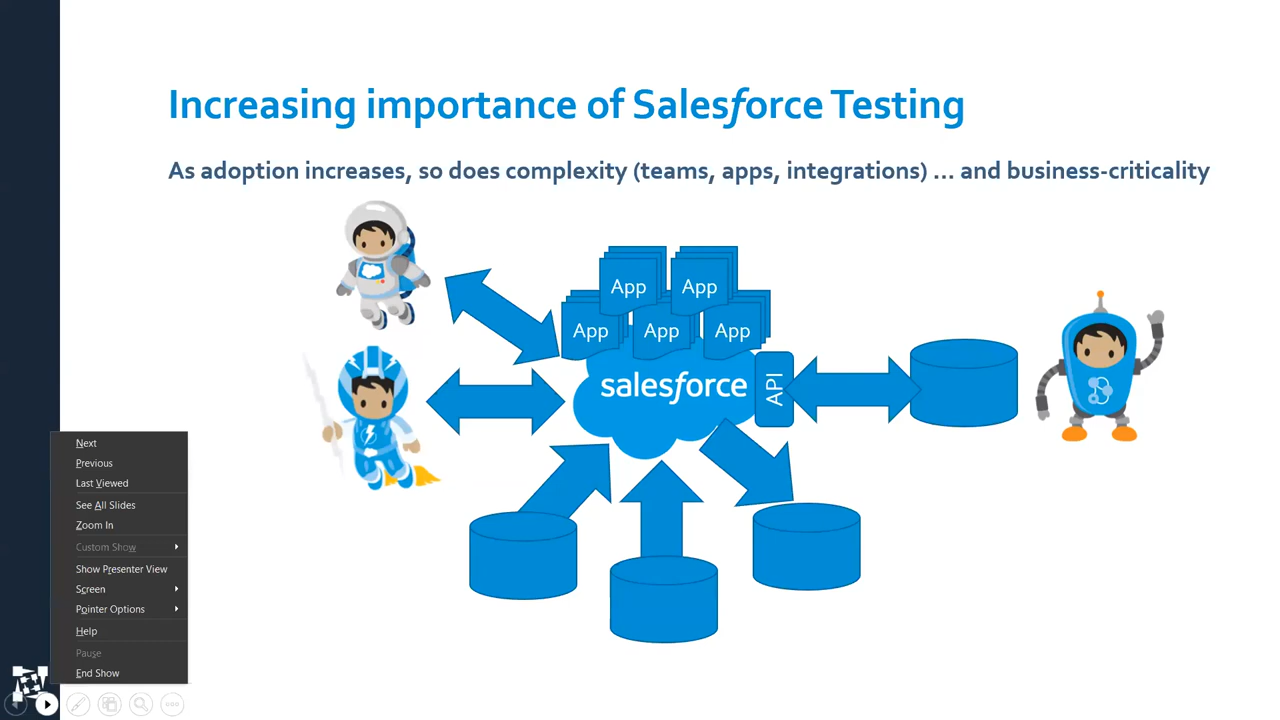 Increasing importance of Salesforce Testing
As adoption increases, so does complexity (teams, apps, integrations) ... and business-criticality
App App
App App App
salesforce
API
Next
Previous
Last Viewed
See All Slides
Zoom In
Custom Show
Show Presenter View
Screen
Pointer Options
Help
Pause
End Show